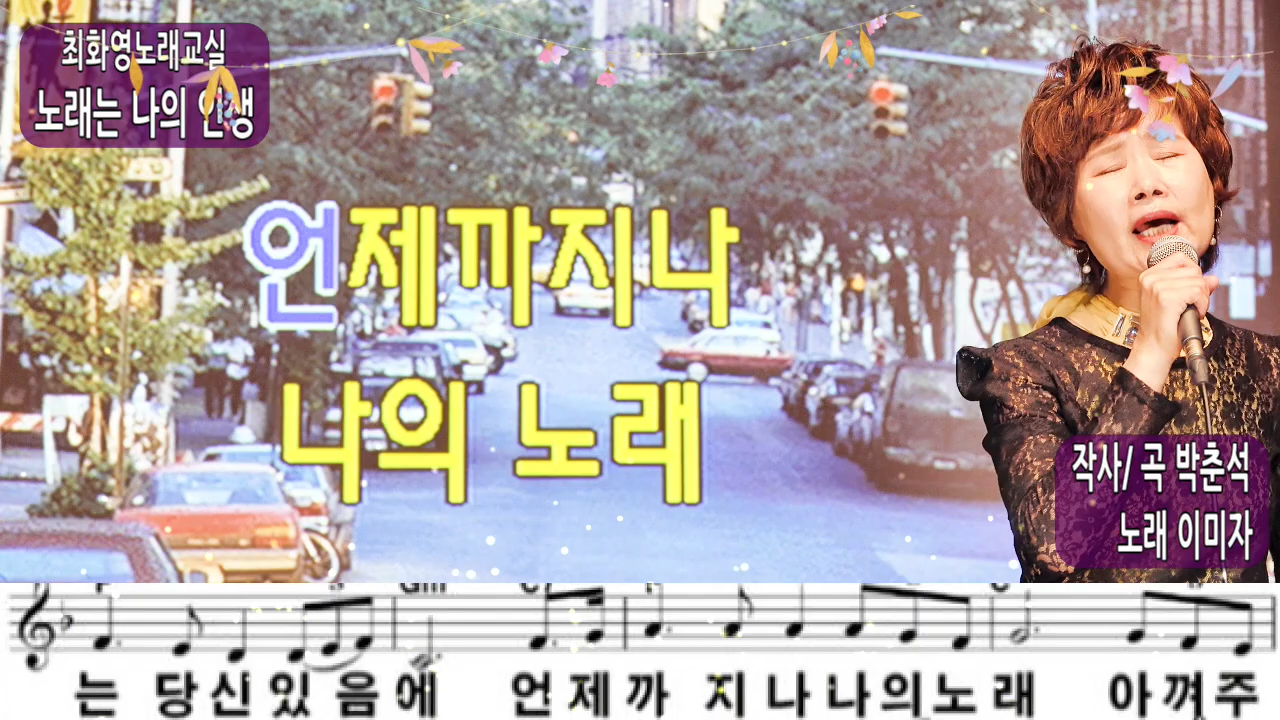 최화영노래교실
노래는 나의 인생
언제까지나
나의 노래
작사/ 곡 박춘석
노래 이미자
는 당신있음에 언제까 지나나의노래 아껴주